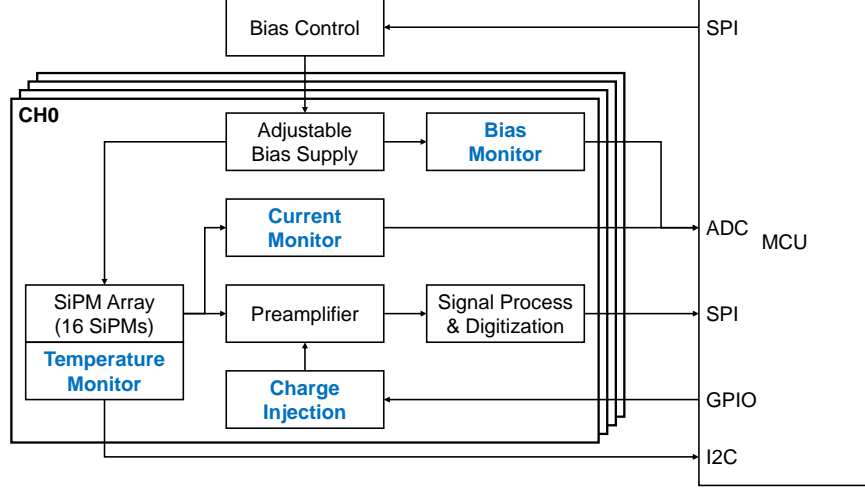 Bias Control
SPI
CH0
Adjustable
Bias Supply
Bias
Monitor
Current
Monitor
ADC
MCU
SiPM Array
(16 SiPMs)
Preamplifier
Signal Process
& Digitization
SPI
Temperature
Monitor
Charge
Injection
GPIO
I2C